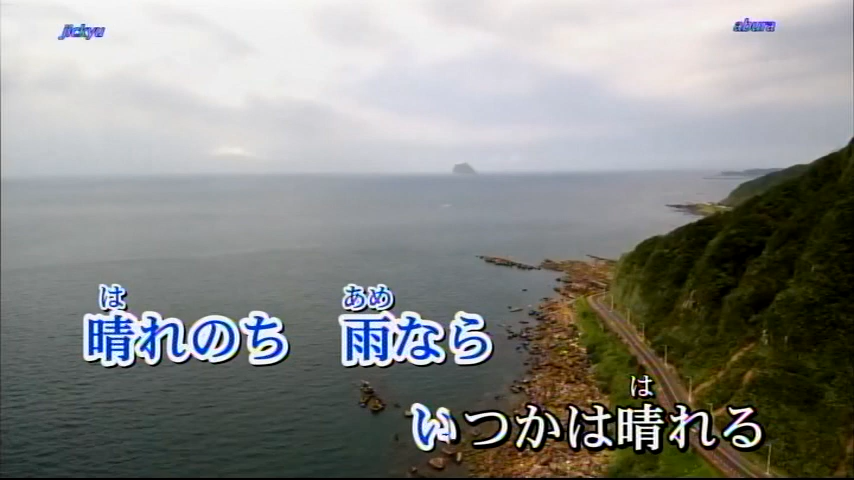 jickyu
abura
は あめ
晴れのち 雨なら
は
いつかは晴れる